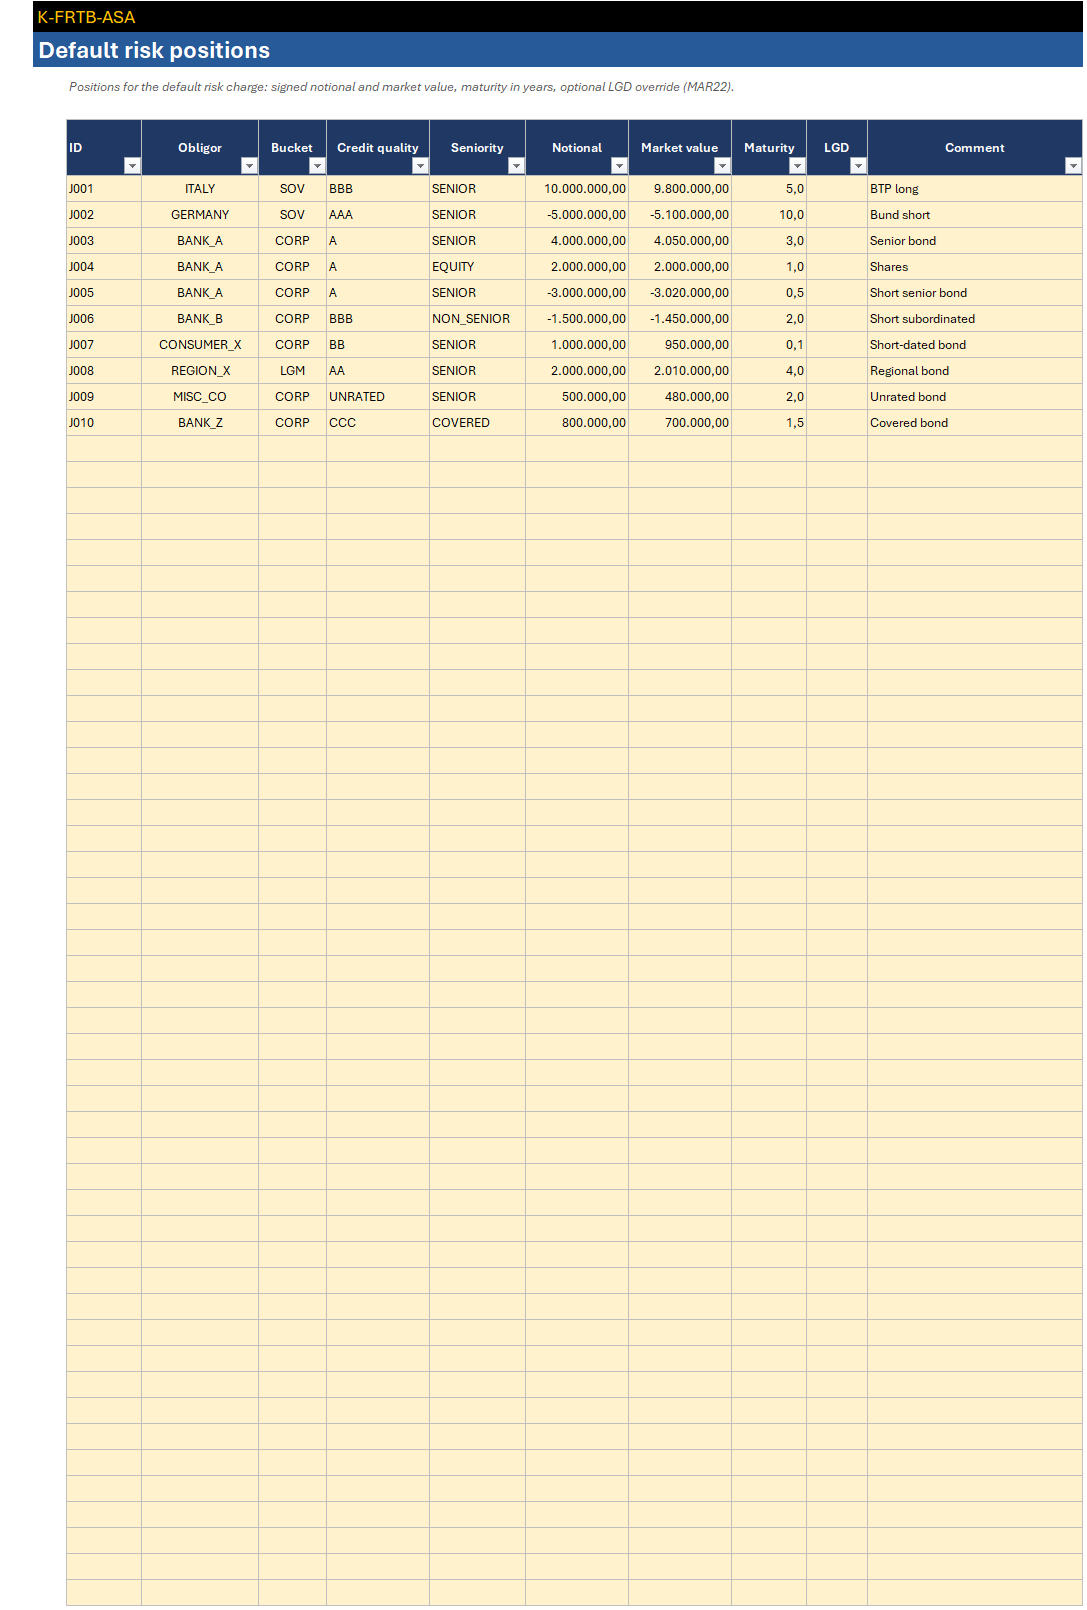 K-FRTB-ASA
Default risk positions
Positions for the default risk charge: signed notional and market value, maturity in years, optional LGD override (MAR22).
ID Obligor Bucket Credit quality Seniority Notional Market value Maturity LGD Comment
J001 ITALY SOV BBB SENIOR 10.000.000,00 9.800.000,00 5,0 BTP long
J002 GERMANY SOV AAA SENIOR -5.000.000,00 -5.100.000,00 10,0 Bund short
J003 BANK_A CORP A SENIOR 4.000.000,00 4.050.000,00 3,0 Senior bond
J004 BANK_A CORP A EQUITY 2.000.000,00 2.000.000,00 1,0 Shares
J005 BANK_A CORP A SENIOR -3.000.000,00 -3.020.000,00 0,5 Short senior bond
J006 BANK_B CORP BBB NON_SENIOR -1.500.000,00 -1.450.000,00 2,0 Short subordinated
J007 CONSUMER_X CORP BB SENIOR 1.000.000,00 950.000,00 0,1 Short-dated bond
J008 REGION_X LGM AA SENIOR 2.000.000,00 2.010.000,00 4,0 Regional bond
J009 MISC_CO CORP UNRATED SENIOR 500.000,00 480.000,00 2,0 Unrated bond
J010 BANK_Z CORP CCC COVERED 800.000,00 700.000,00 1,5 Covered bond